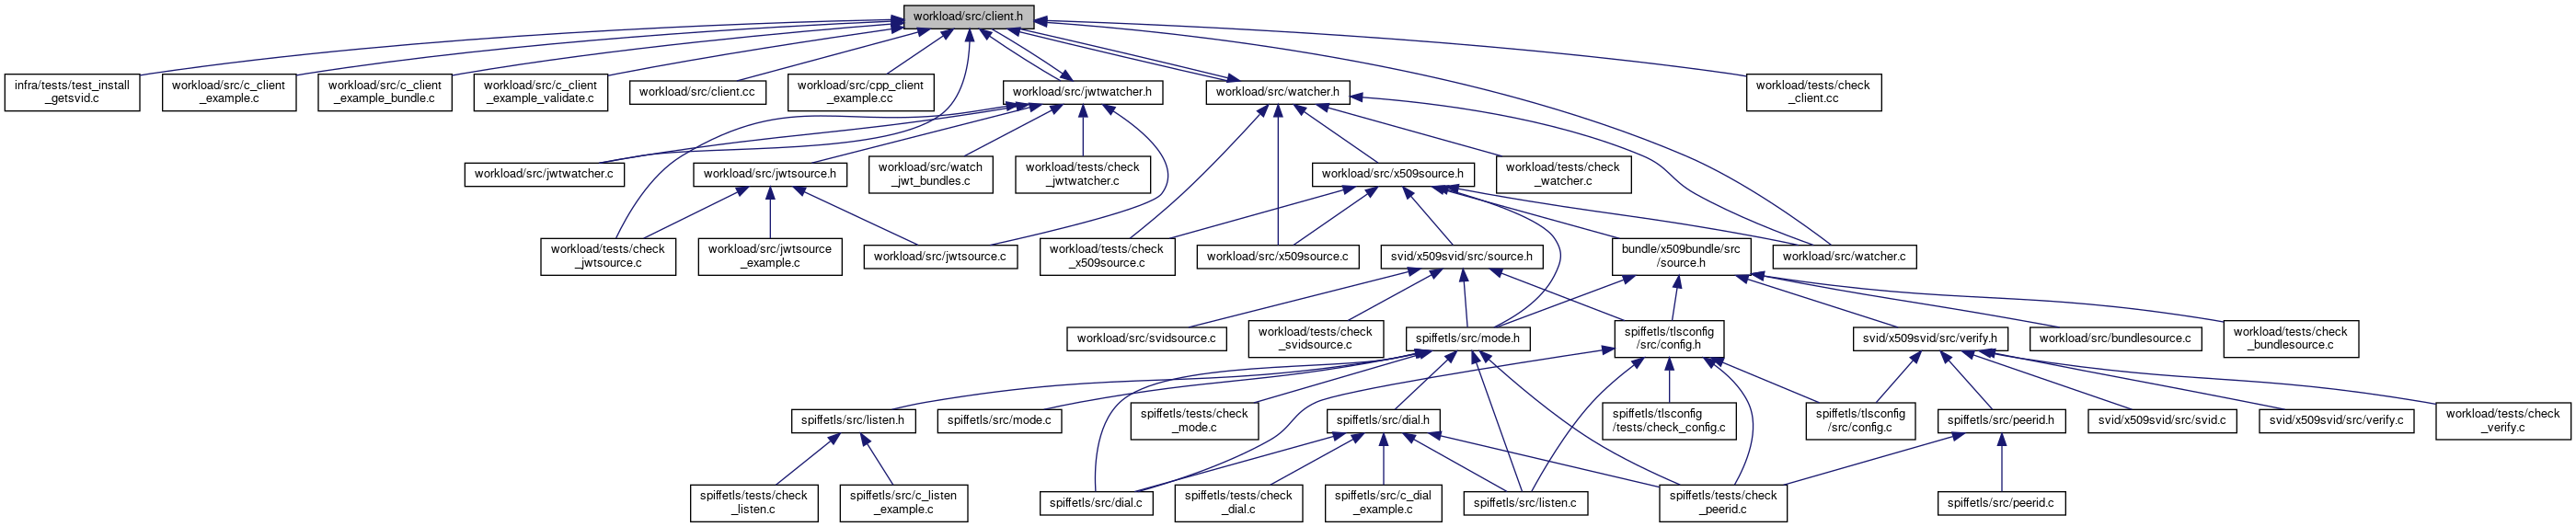 workload/src/client.h
infra/tests/test_install
_getsvid.c
workload/src/c_client
_example.c
workload/src/c_client
_example_bundle.c
workload/src/c_client
_example_validate.c
workload/src/client.cc
workload/src/cpp_client
_example.cc
workload/src/jwtwatcher.h
workload/src/watcher.h
workload/tests/check
_client.cc
workload/src/jwtwatcher.c
workload/src/jwtsource.h
workload/src/watch
_jwt_bundles.c
workload/tests/check
_jwtwatcher.c
workload/src/x509source.h
workload/tests/check
_watcher.c
workload/tests/check
_jwtsource.c
workload/src/jwtsource
_example.c
workload/src/jwtsource.c
workload/tests/check
_x509source.c
workload/src/x509source.c
svid/x509svid/src/source.h
bundle/x509bundle/src
/source.h
workload/src/watcher.c
workload/src/svidsource.c
workload/tests/check
_svidsource.c
spiffetls/src/mode.h
spiffetls/tlsconfig
/src/config.h
svid/x509svid/src/verify.h
workload/src/bundlesource.c
workload/tests/check
_bundlesource.c
spiffetls/src/listen.h
spiffetls/src/mode.c
spiffetls/tests/check
_mode.c
spiffetls/src/dial.h
spiffetls/tlsconfig
/tests/check_config.c
spiffetls/tlsconfig
/src/config.c
spiffetls/src/peerid.h
svid/x509svid/src/svid.c
svid/x509svid/src/verify.c
workload/tests/check
_verify.c
spiffetls/tests/check
_listen.c
spiffetls/src/c_listen
_example.c
spiffetls/src/dial.c
spiffetls/tests/check
_dial.c
spiffetls/src/c_dial
_example.c
spiffetls/src/listen.c
spiffetls/tests/check
_peerid.c
spiffetls/src/peerid.c